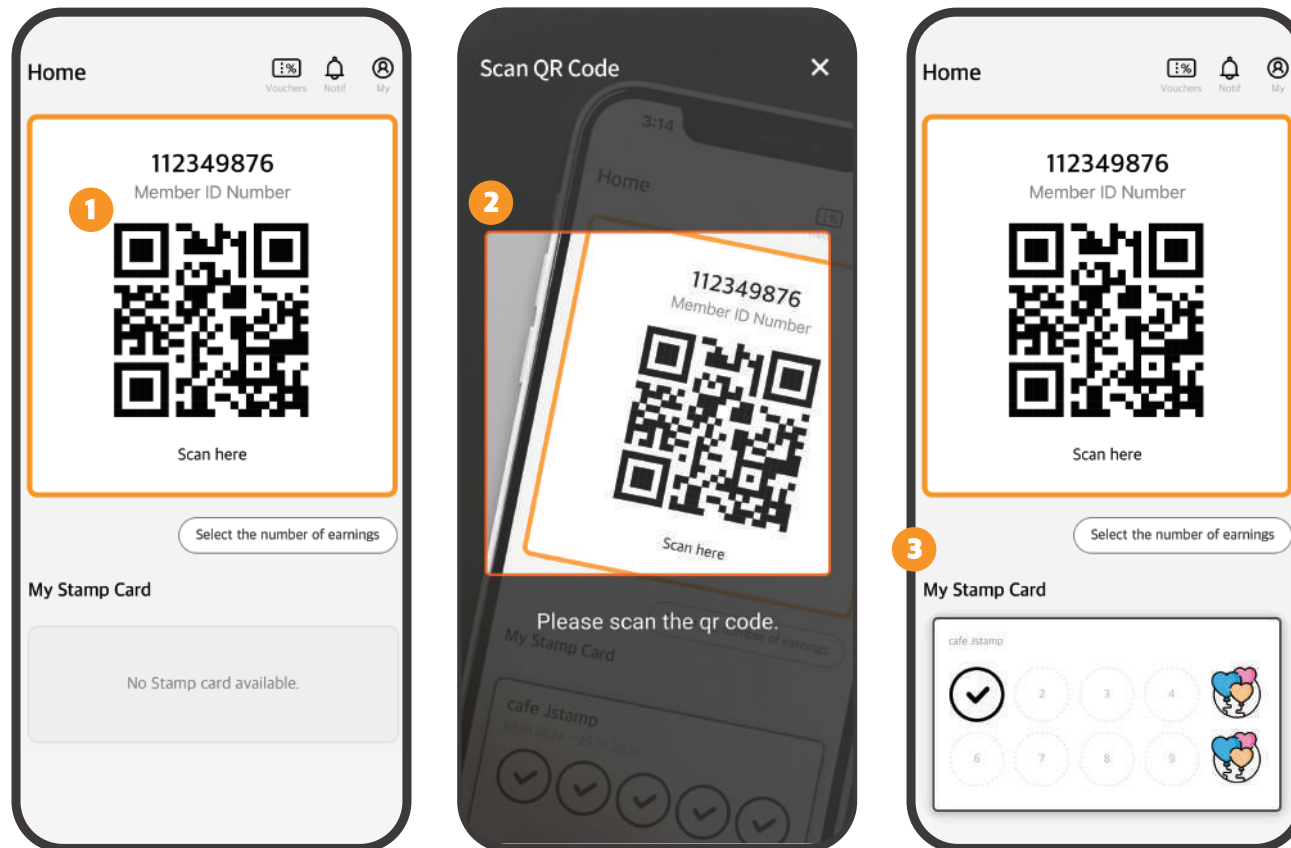 Home
Vouchers
Notif
My
112349876
Member ID Number
1
Scan here
Select the number of earnings
My Stamp Card
No Stamp card available.
Scan QR Code
3:14
Home
2
112349876
Member ID Number
Scan here
Please scan the qr code.
number of earnings
My Stamp Card
cafe Jstamp
Home
Vouchers
Notif
My
112349876
Member ID Number
Scan here
Select the number of earnings
3
My Stamp Card
cafe Jstamp
2
3
4
6
7
8
9